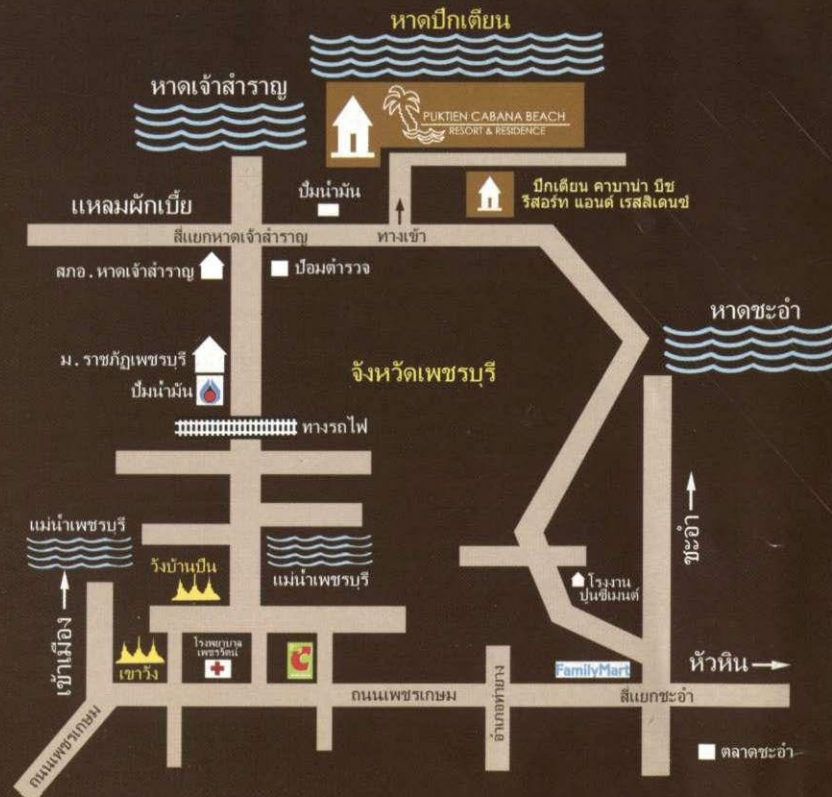 หาดปึกเตียน
หาดเจ้าสำราญ
PUKTIEN CABANA BEACH
RESORT & RESIDENCE
ปั๊มน้ำมัน
ปึกเตียน คาบาน่า บีช
ริสอร์ท แอนด์ เรสสิเดนซ์
แหลมผักเบี้ย
สี่แยกหาดเจ้าสำราญ
ทางเข้า
สภอ.หาดเจ้าสำราญ
ป้อมตำรวจ
หาดชะอำ
ม.ราชภัฏเพชรบุรี
ปั๊มน้ำมัน
จังหวัดเพชรบุรี
ทางรถไฟ
แม่น้ำเพชรบุรี
วังบ้านปืน
แม่น้ำเพชรบุรี
ชะอำ
โรงงาน
ปูนซีเมนต์
เข้าเมือง
เขาวัง
โรงพยาบาล
เพชรรัตน์
FamilyMart
หัวหิน
ถนนเพชรเกษม
อำเภอท่ายาง
สี่แยกชะอำ
ถนนเพชรเกษม
ตลาดชะอำ